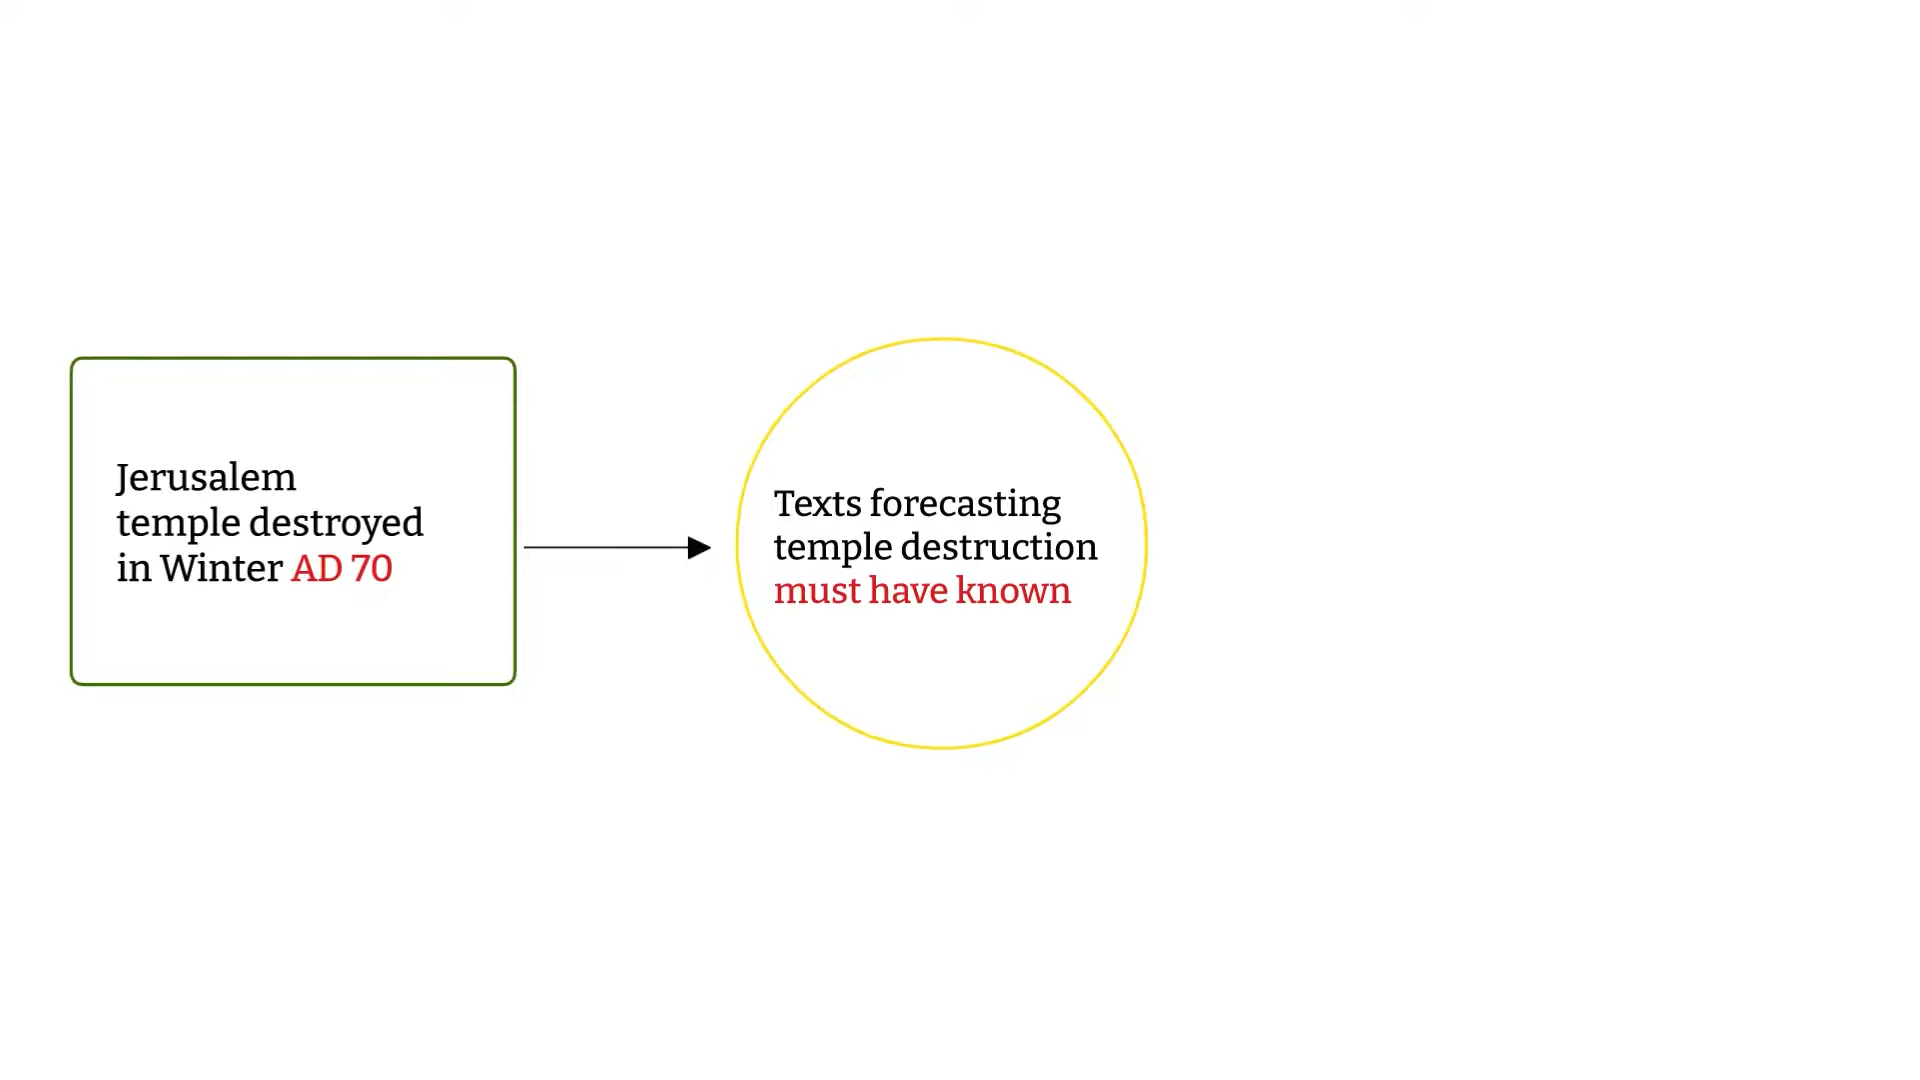 Jerusalem
temple destroyed
in Winter AD 70
Texts forecasting
temple destruction
must have known